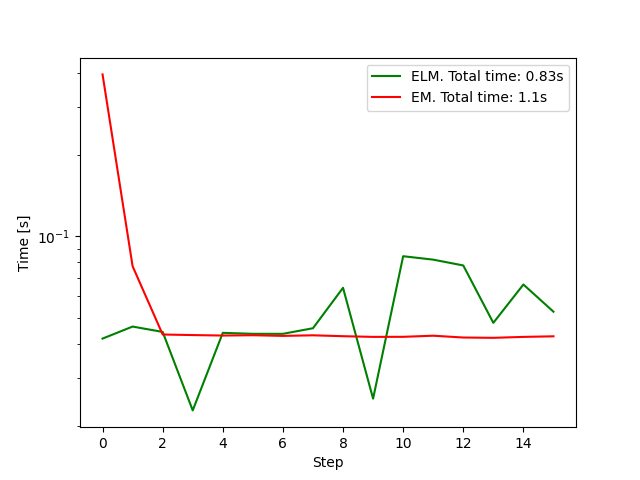 ELM. Total time: 0.83s
EM. Total time: 1.1s
Time [s]
10⁻¹
0 2 4 6 8 10 12 14
Step